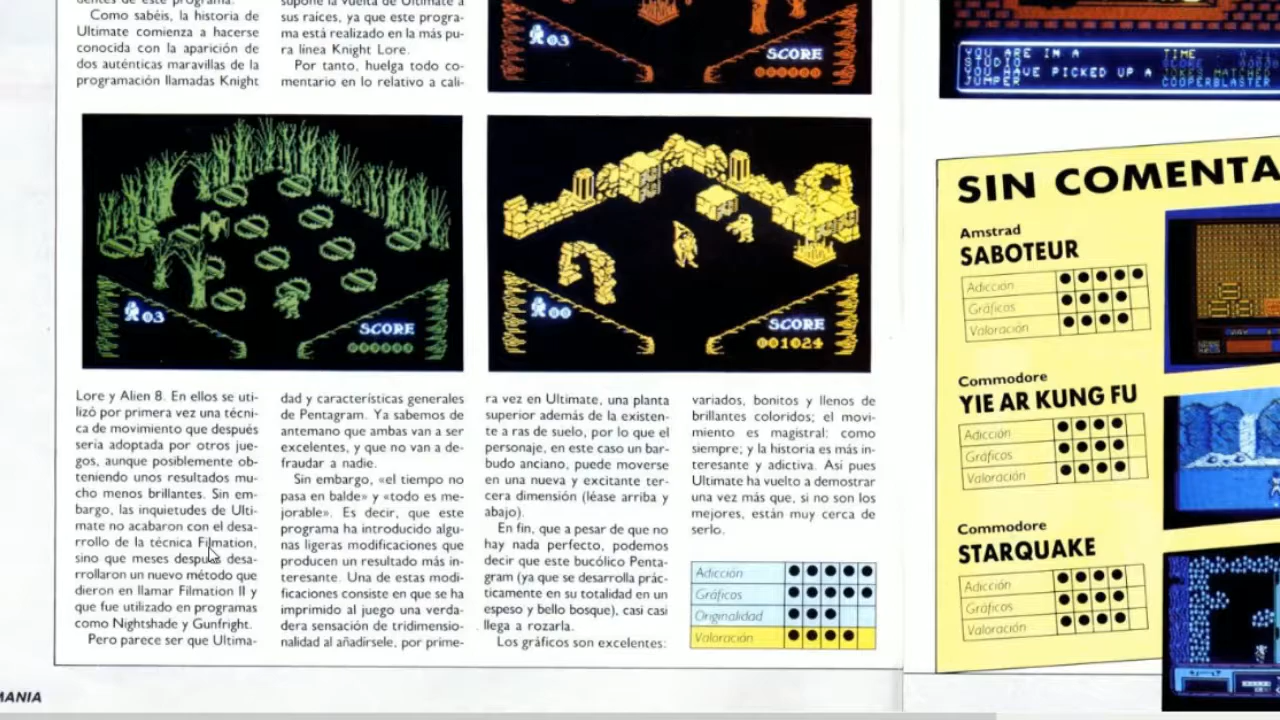 Como sabéis, la historia de
Ultimate comienza a hacerse
conocida con la aparición de
dos auténticas maravillas de la
programación llamadas Knight
supone la vuelta de Ultimate a
sus raíces, ya que este progra-
ma está realizado en la más pu-
ra línea Knight Lore.
Por tanto, huelga todo co-
mentario en lo relativo a cali-
03
SCORE
000000
YOU ARE IN A
STUDIO
YOU HAVE PICKED UP A
JUMPER
TIME
SCORE
JOKES MATCHED
COOPERBLASTER
03
SCORE
000000
00
SCORE
001024
Lore y Alien 8. En ellos se uti-
lizó por primera vez una técni-
ca de movimiento que después
sería adoptada por otros jue-
gos, aunque posiblemente ob-
teniendo unos resultados mu-
cho menos brillantes. Sin em-
bargo, las inquietudes de Ulti-
mate no acabaron con el desa-
rrollo de la técnica Filmation,
sino que meses después desa-
rrollaron un nuevo método que
dieron en llamar Filmation II y
que fue utilizado en programas
como Nightshade y Gunfright.
Pero parece ser que Ultima-
dad y características generales
de Pentagram. Ya sabemos de
antemano que ambas van a ser
excelentes, y que no van a de-
fraudar a nadie.
Sin embargo, «el tiempo no
pasa en balde» y «todo es me-
jorable». Es decir, que este
programa ha introducido algu-
nas ligeras modificaciones que
producen un resultado más in-
teresante. Una de estas modi-
ficaciones consiste en que se ha
imprimido al juego una verda-
dera sensación de tridimensio-
nalidad al añadírsele, por prime-
ra vez en Ultimate, una planta
superior además de la existen-
te a ras de suelo, por lo que el
personaje, en este caso un bar-
budo anciano, puede moverse
en una nueva y excitante ter-
cera dimensión (léase arriba y
abajo).
En fin, que a pesar de que no
hay nada perfecto, podemos
decir que este bucólico Penta-
gram (ya que se desarrolla prác-
ticamente en su totalidad en un
espeso y bello bosque), casi casi
llega a rozarla.
Los gráficos son excelentes:
variados, bonitos y llenos de
brillantes coloridos; el movi-
miento es magistral: como
siempre; y la historia es más in-
teresante y adictiva. Así pues
Ultimate ha vuelto a demostrar
una vez más que, si no son los
mejores, están muy cerca de
serlo.
Adicción
Gráficos
Originalidad
Valoración
SIN COMENTA
Amstrad
SABOTEUR
Adicción
Gráficos
Valoración
Commodore
YIE AR KUNG FU
Adicción
Gráficos
Valoración
Commodore
STARQUAKE
Adicción
Gráficos
Valoración
MANIA